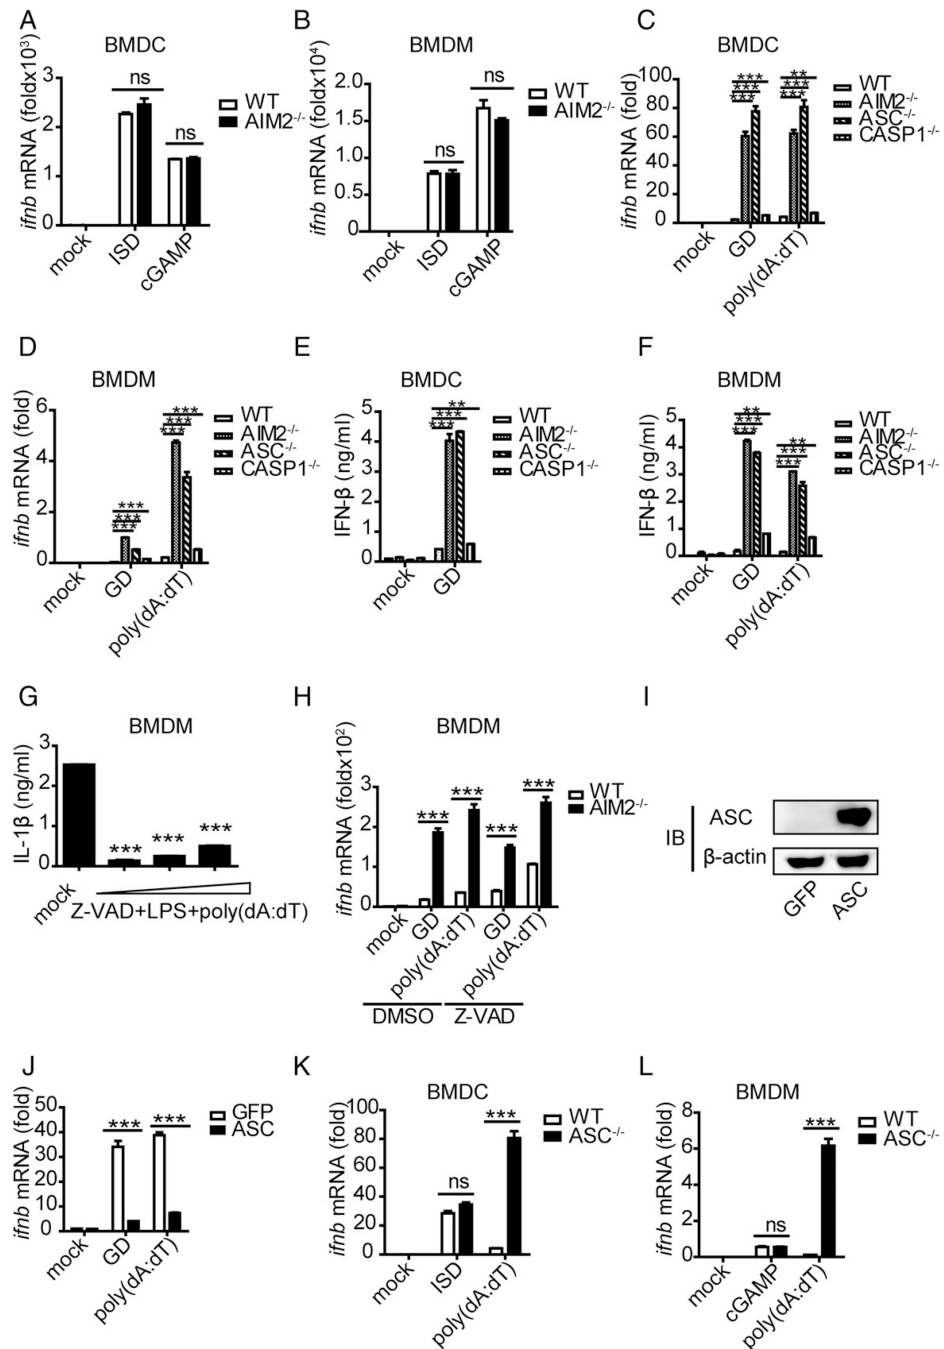 A
BMDC
ifnb mRNA (foldx10³)
3
2
1
0
ns
ns
WT
AIM2⁻/⁻
mock
ISD
cGAMP
B
BMDM
ifnb mRNA (foldx10⁴)
2.0
1.5
1.0
0.5
0
ns
ns
WT
AIM2⁻/⁻
mock
ISD
cGAMP
C
BMDC
ifnb mRNA (fold)
100
80
60
40
20
0
***
***
***
**
***
***
WT
AIM2⁻/⁻
ASC⁻/⁻
CASP1⁻/⁻
mock
GD
poly(dA:dT)
D
BMDM
ifnb mRNA (fold)
6
4
2
0
***
***
***
***
***
***
WT
AIM2⁻/⁻
ASC⁻/⁻
CASP1⁻/⁻
mock
GD
poly(dA:dT)
E
BMDC
IFN-β (ng/ml)
5
4
3
2
1
0
**
***
***
WT
AIM2⁻/⁻
ASC⁻/⁻
CASP1⁻/⁻
mock
GD
F
BMDM
IFN-β (ng/ml)
5
4
3
2
1
0
**
***
***
**
***
***
WT
AIM2⁻/⁻
ASC⁻/⁻
CASP1⁻/⁻
mock
GD
poly(dA:dT)
G
BMDM
IL-1β (ng/ml)
3
2
1
0
***
***
***
mock
Z-VAD+LPS+poly(dA:dT)
H
BMDM
ifnb mRNA (foldx10²)
3
2
1
0
***
***
***
***
WT
AIM2⁻/⁻
mock
GD
poly(dA:dT)
GD
poly(dA:dT)
DMSO
Z-VAD
I
IB
ASC
β-actin
GFP
ASC
J
ifnb mRNA (fold)
50
40
30
20
10
0
***
***
GFP
ASC
mock
GD
poly(dA:dT)
K
BMDC
ifnb mRNA (fold)
100
80
60
40
20
0
ns
***
WT
ASC⁻/⁻
mock
ISD
poly(dA:dT)
L
BMDM
ifnb mRNA (fold)
8
6
4
2
0
ns
***
WT
ASC⁻/⁻
mock
cGAMP
poly(dA:dT)